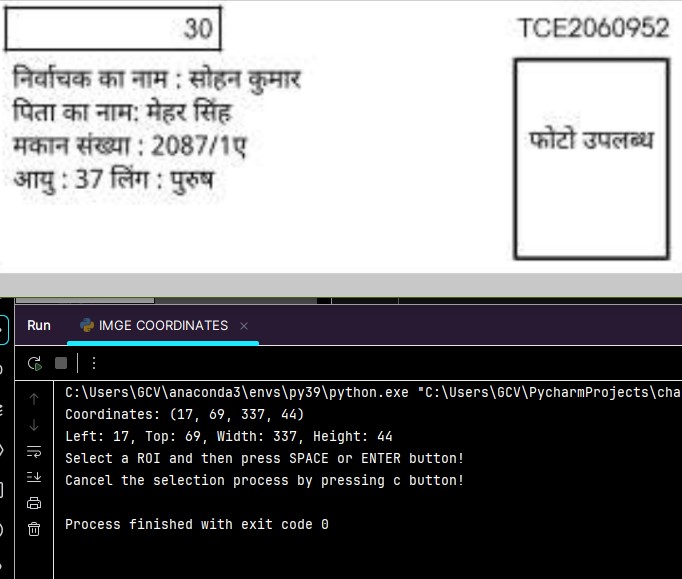 30
TCE2060952
निर्वाचक का नाम : सोहन कुमार
पिता का नाम: मेहर सिंह
मकान संख्या : 2087/1ए
आयु : 37 लिंग : पुरुष
फोटो उपलब्ध
Run
IMGE COORDINATES
C:\Users\GCV\anaconda3\envs\py39\python.exe "C:\Users\GCV\PycharmProjects\cha
Coordinates: (17, 69, 337, 44)
Left: 17, Top: 69, Width: 337, Height: 44
Select a ROI and then press SPACE or ENTER button!
Cancel the selection process by pressing c button!
Process finished with exit code 0